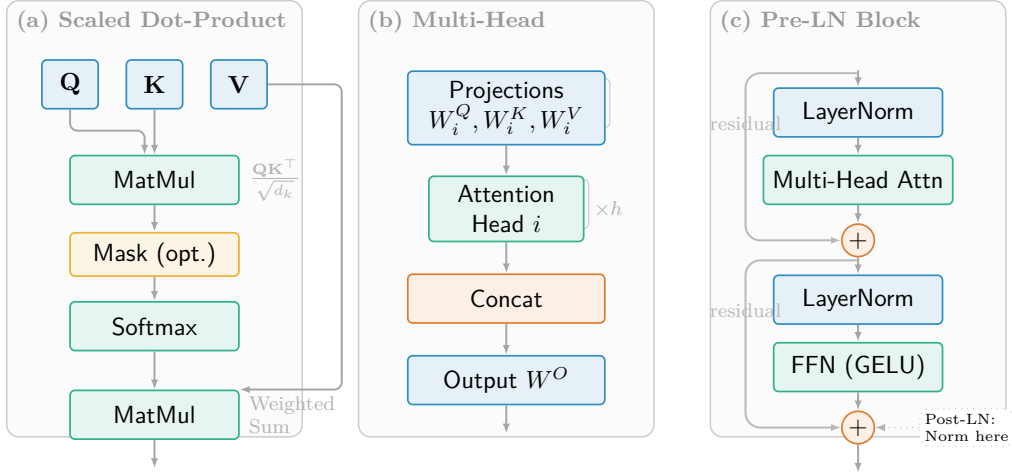 (a) Scaled Dot-Product
Q
K
V
MatMul
QK⊤
√dk
Mask (opt.)
Softmax
MatMul
Weighted
Sum
(b) Multi-Head
Projections
W_i^Q, W_i^K, W_i^V
Attention
Head i
×h
Concat
Output W^O
(c) Pre-LN Block
residual
LayerNorm
Multi-Head Attn
+
residual
LayerNorm
FFN (GELU)
+
Post-LN:
Norm here